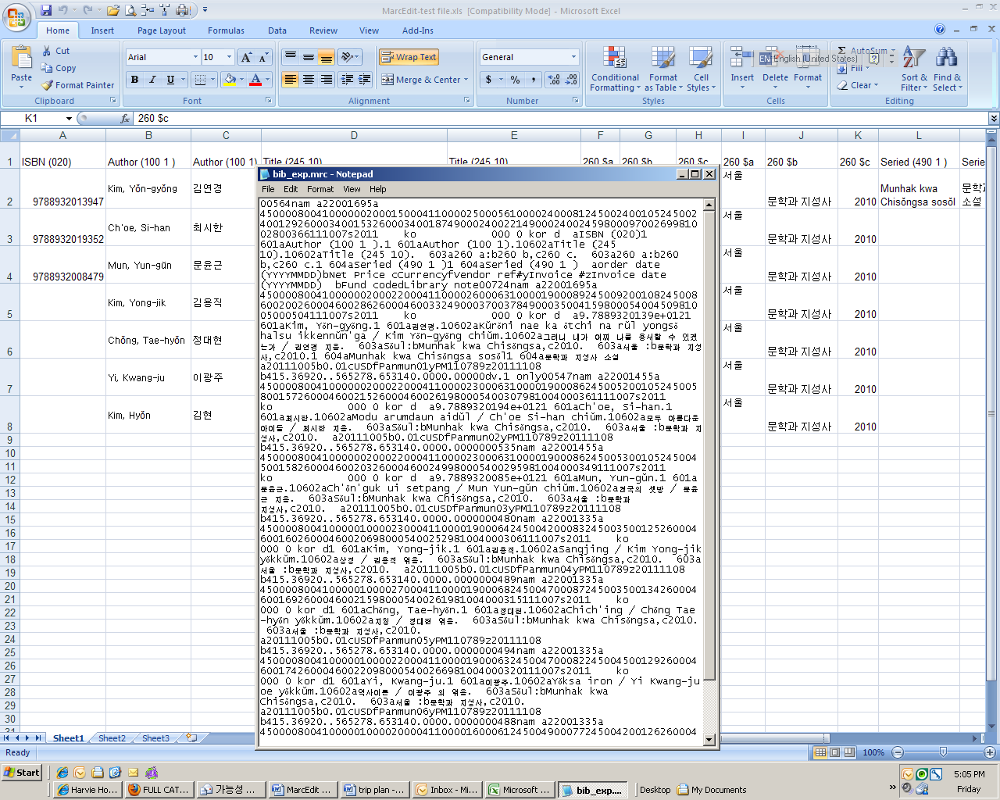 MarcEdit-test file.xls [Compatibility Mode] - Microsoft Excel
Home Insert Page Layout Formulas Data Review View Add-Ins
Paste Cut Copy Format Painter Clipboard
Arial 10 Font
Wrap Text Merge & Center Alignment
General Number
Conditional Formatting Format as Table Cell Styles Styles
Insert Delete Format Cells
EN English (United States)
AutoSum Fill Clear Sort & Filter Find & Select Editing
K1 fx 260 $c
A B C D E F G H I J K L
1 ISBN (020) Author (100 1 ) Author (100 1) Title (245 10) Title (245 10) 260 $a 260 $b 260 $c 260 $a 260 $b 260 $c Seried (490 1 ) Serie
2 9788932013947 Kim, Yŏn-gyŏng 김연경 서울 문학과 지성사 2010 Munhak kwa Chisŏngsa sosŏl
3 9788932019352 Ch'oe, Si-han 최시한 서울 문학과 지성사 2010
4 9788932008479 Mun, Yun-gŭn 문윤근 서울 문학과 지성사 2010
5 Kim, Yong-jik 김용직 서울 문학과 지성사 2010
6 Chŏng, Tae-hyŏn 정대현 서울 문학과 지성사 2010
7 Yi, Kwang-ju 이광주 서울 문학과 지성사 2010
8 Kim, Hyŏn 김현 서울 문학과 지성사 2010
9
10
11
12
13
14
15
16
17
18
19
20
21
22
23
24
25
26
27
28
29
30
bib_exp.mrc - Notepad
File Edit Format View Help
00564nam a22001695a
2800366111007s2011 ko 000 0 kor d aISBN (020)1
601aAuthor (100 1 ).1 601aAuthor (100 1).10602aTitle (245
10).10602aTitle (245 10). 603a260 a:b260 b,c260 c. 603a260 a:b260
b,c260 c.1 604aSeried (490 1 )1 604aSeried (490 1 ) aorder date
(YYYYMMDD)bNet Price cCurrencyfVendor ref#yInvoice #zInvoice date
(YYYYMMDD) bFund codedLibrary note00724nam a22001695a
050005041110​07s2011 ko 000 0 kor d a9.7889320139e+0121
601aKim, Yŏn-gyŏng.1 601a김연경.10602aKŭrŏni nae ka ŏtchi na rŭl yongsŏ
halsu ikkennŭn'ga / Kim Yŏn-gyŏng chiŭm.10602a그러니 내가 어찌 나를 용서할 수 있겠
는가 / 김연경 지음. 603aSŏul:bMunhak kwa Chisŏngsa,c2010. 603a서울 :b문학과 지성
사,c2010.1 604aMunhak kwa Chisŏngsa sosŏl1 604a문학과 지성사 소설
a20111005b0.01cUSDfPanmun01yPM110789z20111108
b415.36920..565278.653140.0000.00000dv.1 only00547nam a22001455a
ko 000 0 kor d a9.7889320194e+0121 601aCh'oe, Si-han.1
601a최시한.10602aModu arumdaun aidŭl / Ch'oe Si-han chiŭm.10602a모두 아름다운
아이들 / 최시한 지음. 603aSŏul:bMunhak kwa Chisŏngsa,c2010. 603a서울 :b문학과 지
성사,c2010. a20111005b0.01cUSDfPanmun02yPM110789z20111108
b415.36920..565278.653140.0000.0000000535nam a22001455a
ko 000 0 kor d a9.7889320085e+0121 601aMun, Yun-gŭn.1 601a
문윤근.10602aCh'ŏn'guk ui setpang / Mun Yun-gŭn chiŭm.10602a천국의 셋방 / 문윤
근 지음. 603aSŏul:bMunhak kwa Chisŏngsa,c2010. 603a서울 :b문학과
지성사,c2010. a20111005b0.01cUSDfPanmun03yPM110789z20111108
b415.36920..565278.653140.0000.0000000480nam a22001335a
000 0 kor d1 601aKim, Yong-jik.1 601a김용직.10602aSangjing / Kim Yong-jik
yŏkkŭm.10602a상징 / 김용직 엮음. 603aSŏul:bMunhak kwa Chisŏngsa,c2010. 603a
서울 :b문학과 지성사,c2010. a20111005b0.01cUSDfPanmun04yPM110789z20111108
b415.36920..565278.653140.0000.0000000489nam a22001335a
000 0 kor d1 601aChŏng, Tae-hyŏn.1 601a정대현.10602aChich'ing / Chŏng Tae
-hyŏn yŏkkŭm.10602a지칭 / 정대현 엮음. 603aSŏul:bMunhak kwa Chisŏngsa,c2010.
603a서울 :b문학과 지성사,c2010.
a20111005b0.01cUSDfPanmun05yPM110789z20111108
b415.36920..565278.653140.0000.0000000494nam a22001335a
000 0 kor d1 601aYi, Kwang-ju.1 601a이광주.10602aYŏksa iron / Yi Kwang-ju
oe yŏkkŭm.10602a역사이론 / 이광주 외 엮음. 603aSŏul:bMunhak kwa
Chisŏngsa,c2010. 603a서울 :b문학과 지성사,c2010.
a20111005b0.01cUSDfPanmun06yPM110789z20111108
b415.36920..565278.653140.0000.0000000488nam a22001335a
Sheet1 Sheet2 Sheet3
Ready 100%
Start 5:05 PM
Friday
Harvie Ho... FULL CAT... 가능성 MarcEdit ... trip plan -... Inbox - Mi... Microsoft ... bib_exp.... Desktop My Documents